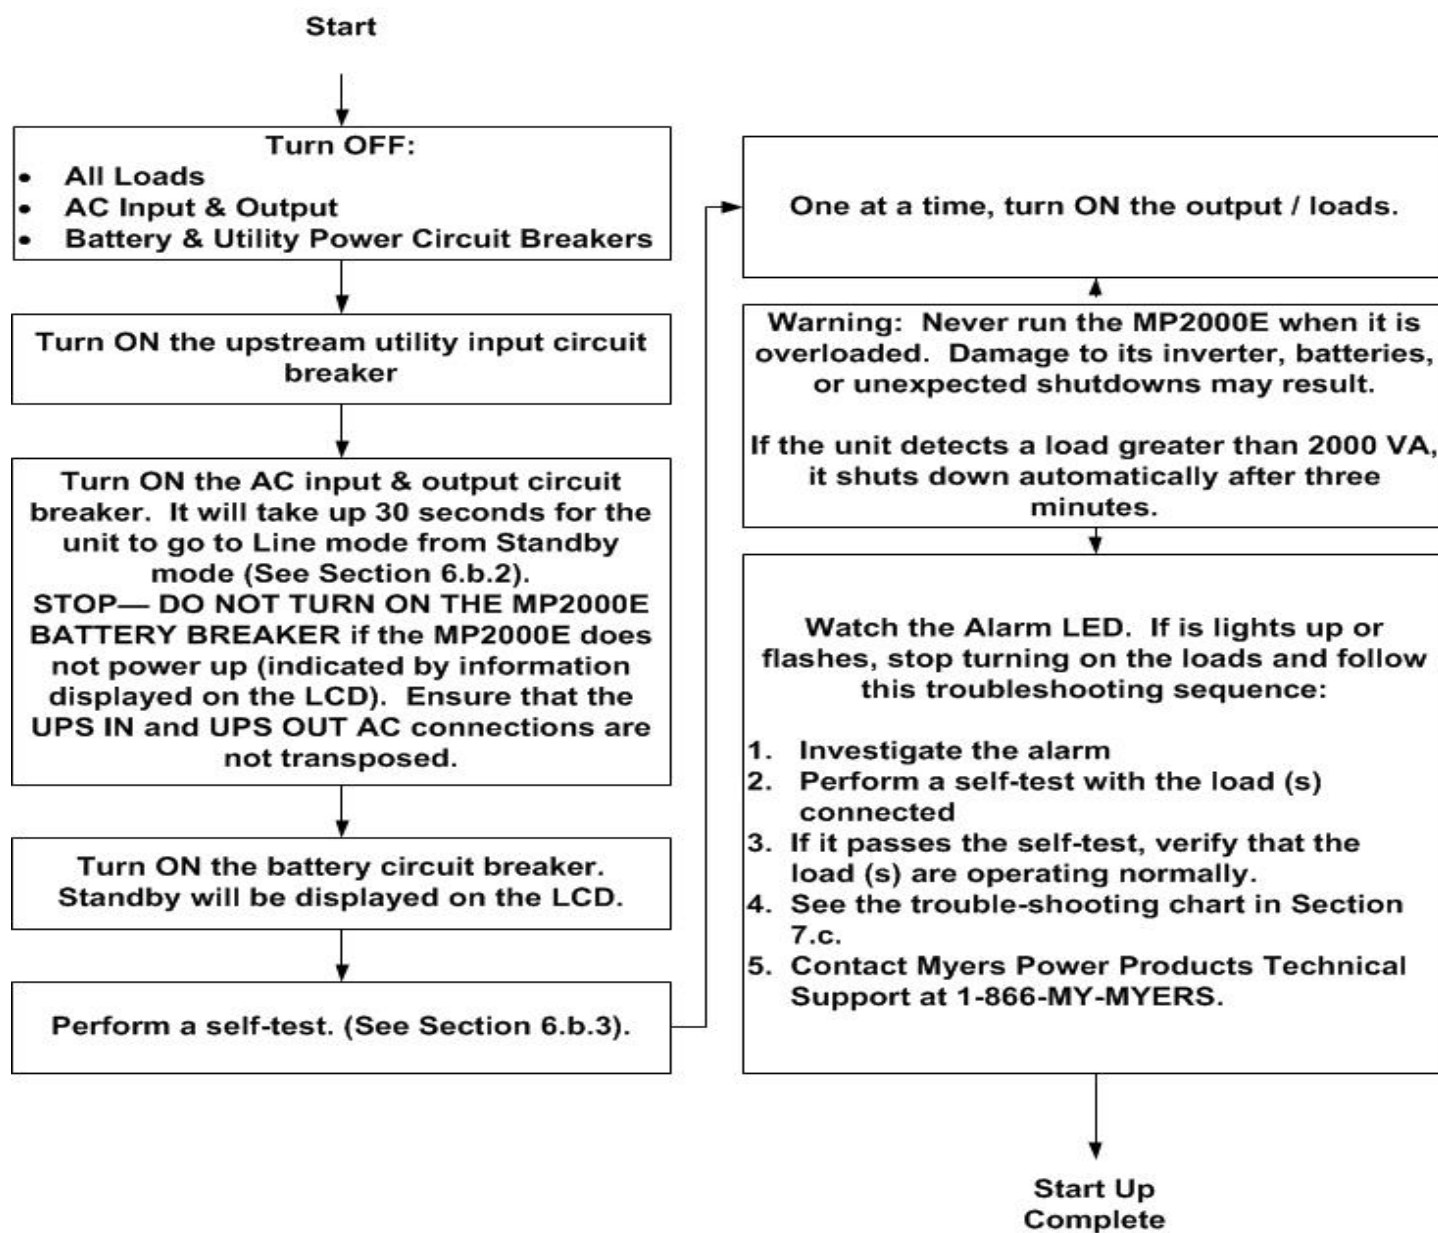 Start
Turn OFF:
• All Loads
• AC Input & Output
• Battery & Utility Power Circuit Breakers
Turn ON the upstream utility input circuit
breaker
Turn ON the AC input & output circuit
breaker. It will take up 30 seconds for the
unit to go to Line mode from Standby
mode (See Section 6.b.2).
STOP— DO NOT TURN ON THE MP2000E
BATTERY BREAKER if the MP2000E does
not power up (indicated by information
displayed on the LCD). Ensure that the
UPS IN and UPS OUT AC connections are
not transposed.
Turn ON the battery circuit breaker.
Standby will be displayed on the LCD.
Perform a self-test. (See Section 6.b.3).
One at a time, turn ON the output / loads.
Warning: Never run the MP2000E when it is
overloaded. Damage to its inverter, batteries,
or unexpected shutdowns may result.
If the unit detects a load greater than 2000 VA,
it shuts down automatically after three
minutes.
Watch the Alarm LED. If is lights up or
flashes, stop turning on the loads and follow
this troubleshooting sequence:
1. Investigate the alarm
2. Perform a self-test with the load (s)
connected
3. If it passes the self-test, verify that the
load (s) are operating normally.
4. See the trouble-shooting chart in Section
7.c.
5. Contact Myers Power Products Technical
Support at 1-866-MY-MYERS.
Start Up
Complete